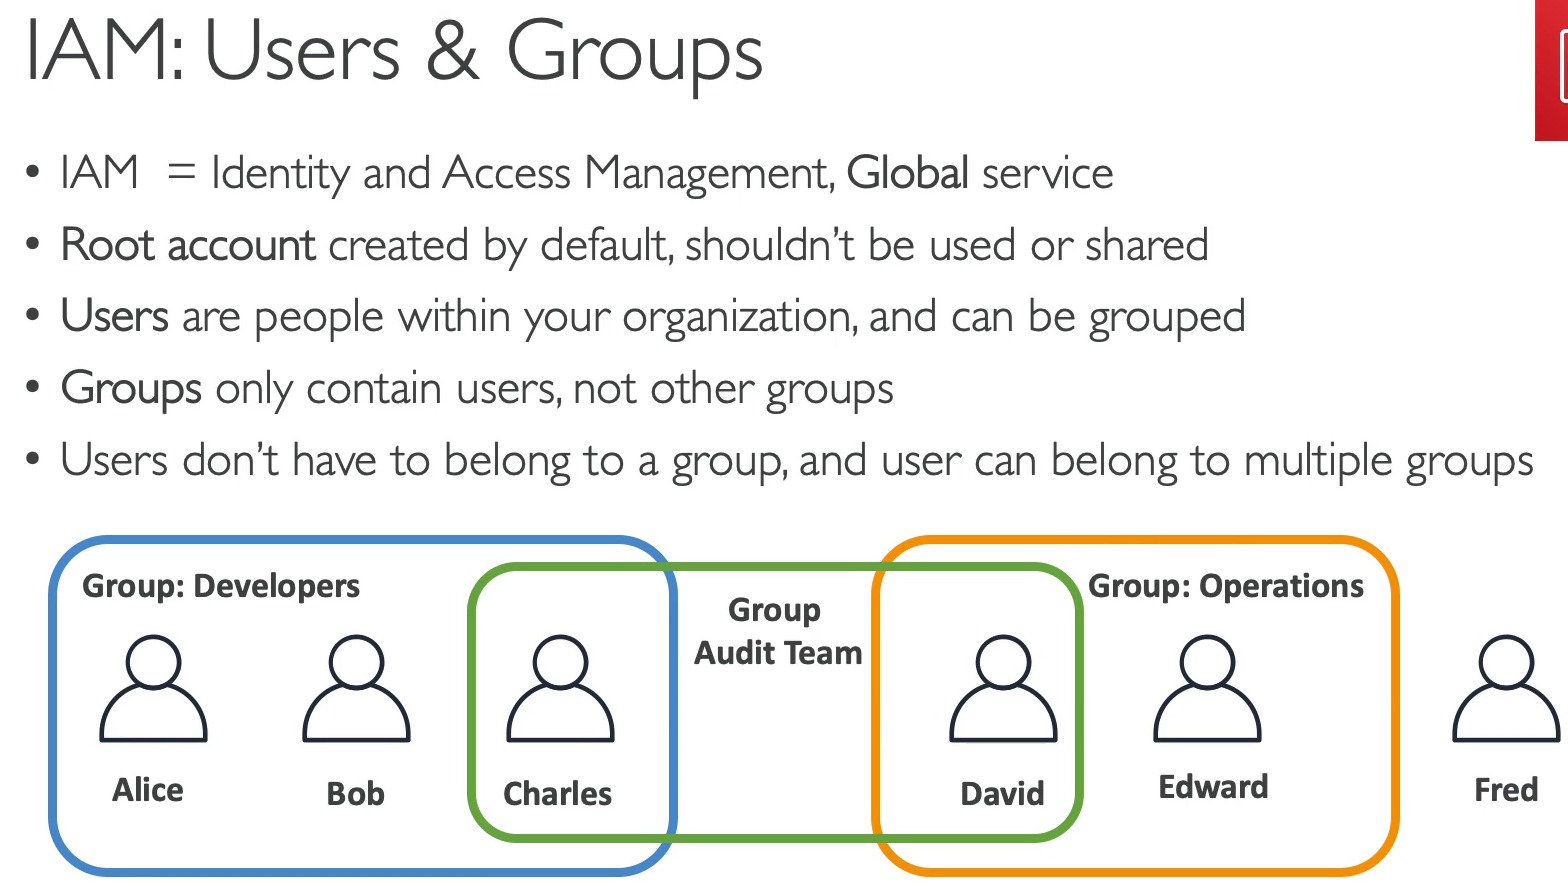 IAM: Users & Groups
• IAM = Identity and Access Management, Global service
• Root account created by default, shouldn't be used or shared
• Users are people within your organization, and can be grouped
• Groups only contain users, not other groups
• Users don't have to belong to a group, and user can belong to multiple groups
Group: Developers
Group
Audit Team
Group: Operations
Alice
Bob
Charles
David
Edward
Fred